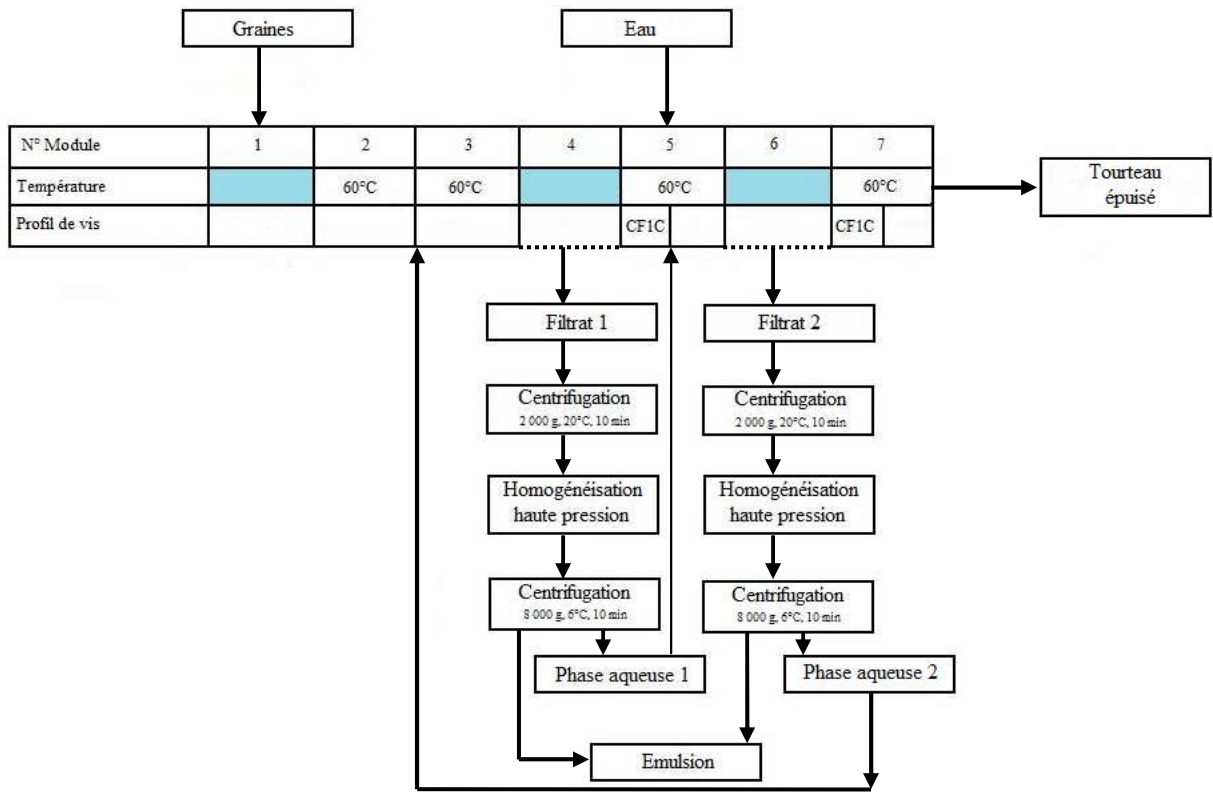 Graines
Eau
N° Module 1 2 3 4 5 6 7
Température 60°C 60°C 60°C 60°C
Profil de vis CF1C CF1C
Tourteau
épuisé
Filtrat 1
Filtrat 2
Centrifugation
2 000 g, 20°C, 10 min
Centrifugation
2 000 g, 20°C, 10 min
Homogénéisation
haute pression
Homogénéisation
haute pression
Centrifugation
8 000 g, 6°C, 10 min
Centrifugation
8 000 g, 6°C, 10 min
Phase aqueuse 1
Phase aqueuse 2
Emulsion